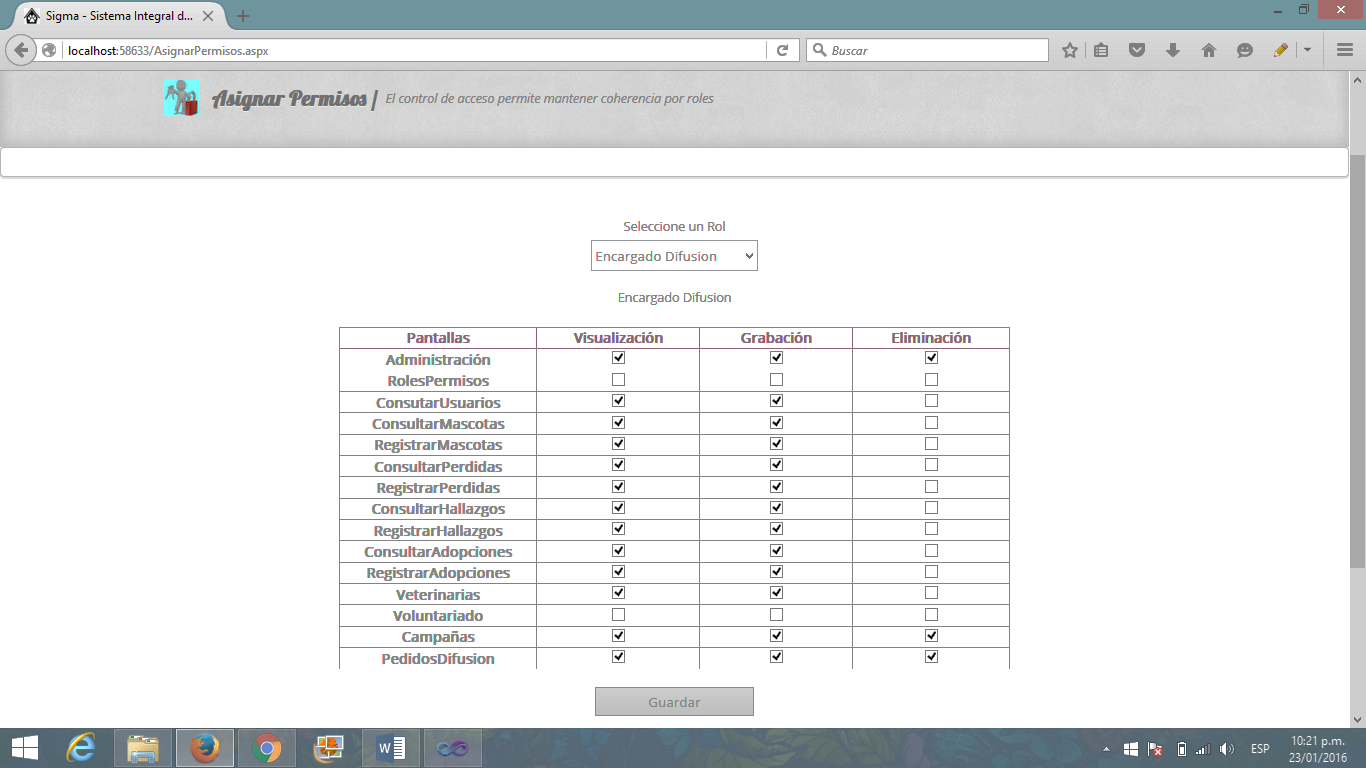 Sigma - Sistema Integral d...
localhost:58633/AsignarPermisos.aspx
Buscar
Asignar Permisos | El control de acceso permite mantener coherencia por roles
Seleccione un Rol
Encargado Difusion
Encargado Difusion
Pantallas Visualización Grabación Eliminación
Administración
RolesPermisos
ConsutarUsuarios
ConsultarMascotas
RegistrarMascotas
ConsultarPerdidas
RegistrarPerdidas
ConsultarHallazgos
RegistrarHallazgos
ConsultarAdopciones
RegistrarAdopciones
Veterinarias
Voluntariado
Campañas
PedidosDifusion
Guardar
ESP
10:21 p.m.
23/01/2016